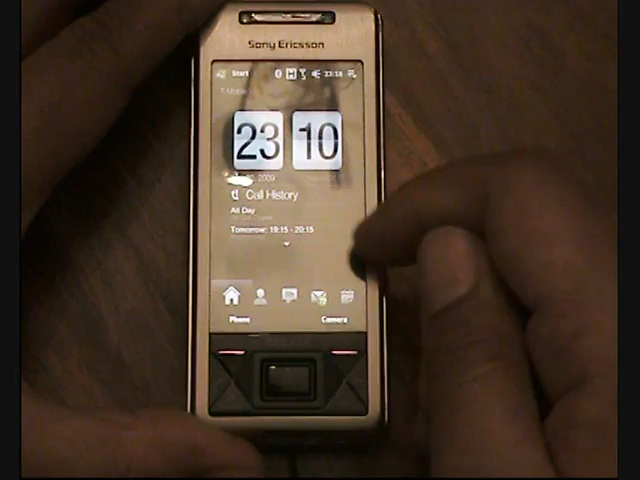 Sony Ericsson
Start 23:10
T-Mobile
23 10
2009
Call History
All Day
Tomorrow: 19:15 - 20:15
Phone Camera